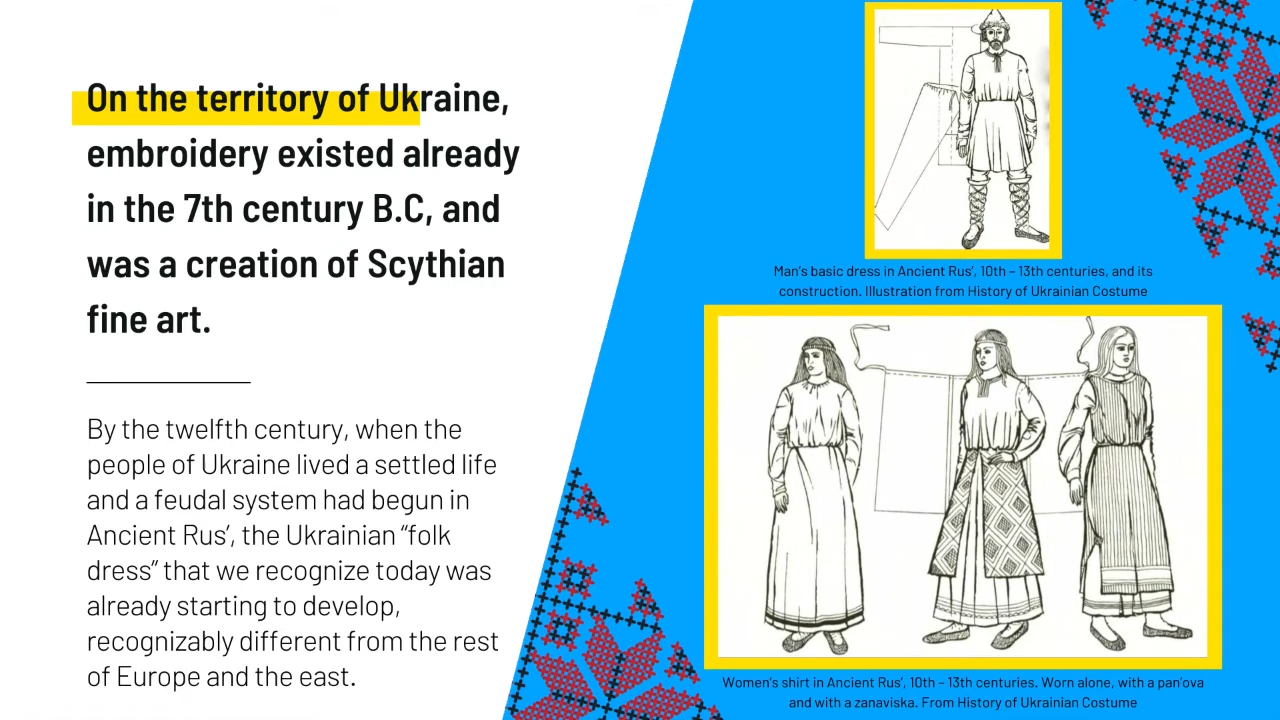 On the territory of Ukraine,
embroidery existed already
in the 7th century B.C, and
was a creation of Scythian
fine art.
By the twelfth century, when the
people of Ukraine lived a settled life
and a feudal system had begun in
Ancient Rus’, the Ukrainian “folk
dress” that we recognize today was
already starting to develop,
recognizably different from the rest
of Europe and the east.
Man’s basic dress in Ancient Rus’, 10th – 13th centuries, and its
construction. Illustration from History of Ukrainian Costume
Women’s shirt in Ancient Rus’, 10th – 13th centuries. Worn alone, with a pan’ova
and with a zanaviska. From History of Ukrainian Costume